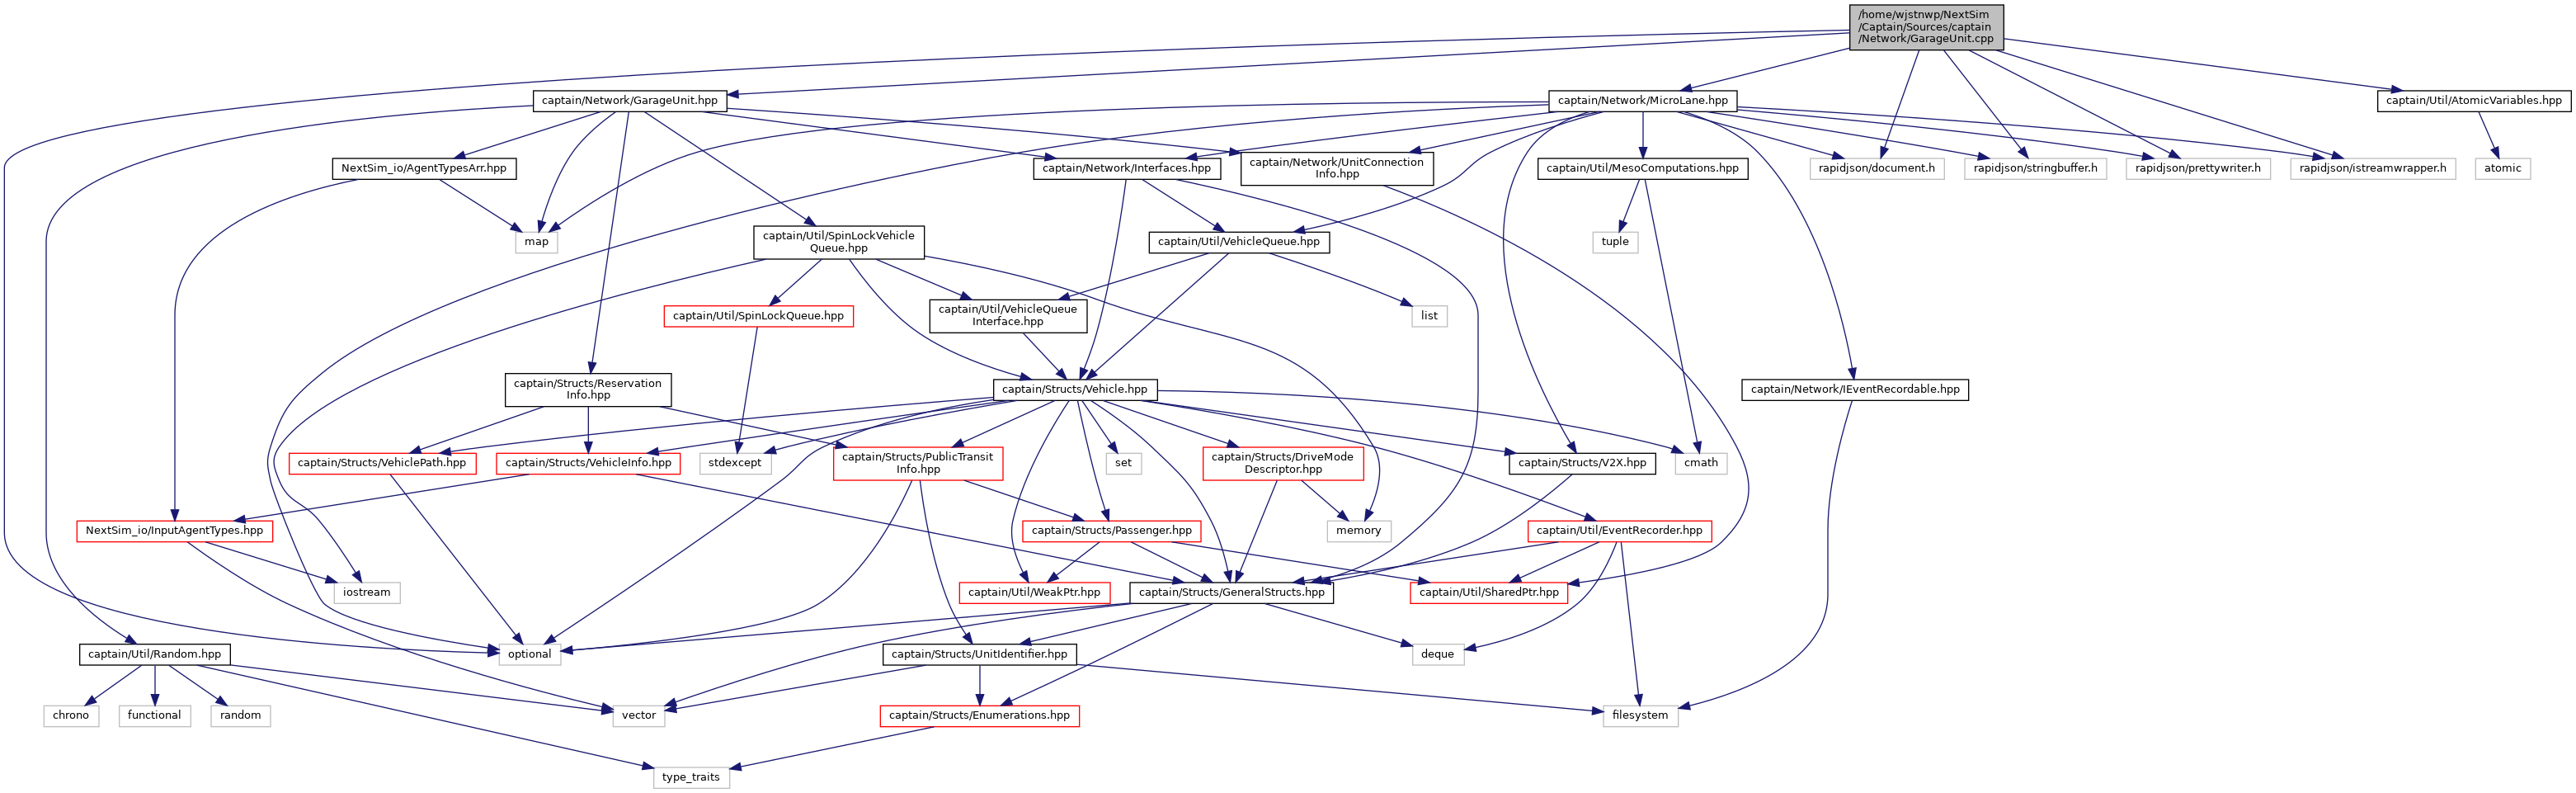 /home/wjstnwp/NextSim
/Captain/Sources/captain
/Network/GarageUnit.cpp
captain/Network/GarageUnit.hpp
captain/Network/MicroLane.hpp
captain/Util/AtomicVariables.hpp
NextSim_io/AgentTypesArr.hpp
captain/Network/Interfaces.hpp
captain/Network/UnitConnection
Info.hpp
captain/Util/MesoComputations.hpp
rapidjson/document.h
rapidjson/stringbuffer.h
rapidjson/prettywriter.h
rapidjson/istreamwrapper.h
atomic
map
captain/Util/SpinLockVehicle
Queue.hpp
captain/Util/VehicleQueue.hpp
tuple
captain/Util/SpinLockQueue.hpp
captain/Util/VehicleQueue
Interface.hpp
list
captain/Structs/Reservation
Info.hpp
captain/Structs/Vehicle.hpp
captain/Network/IEventRecordable.hpp
captain/Structs/VehiclePath.hpp
captain/Structs/VehicleInfo.hpp
stdexcept
captain/Structs/PublicTransit
Info.hpp
set
captain/Structs/DriveMode
Descriptor.hpp
captain/Structs/V2X.hpp
cmath
NextSim_io/InputAgentTypes.hpp
captain/Structs/Passenger.hpp
memory
captain/Util/EventRecorder.hpp
iostream
captain/Util/WeakPtr.hpp
captain/Structs/GeneralStructs.hpp
captain/Util/SharedPtr.hpp
captain/Util/Random.hpp
optional
captain/Structs/UnitIdentifier.hpp
deque
chrono
functional
random
vector
captain/Structs/Enumerations.hpp
filesystem
type_traits